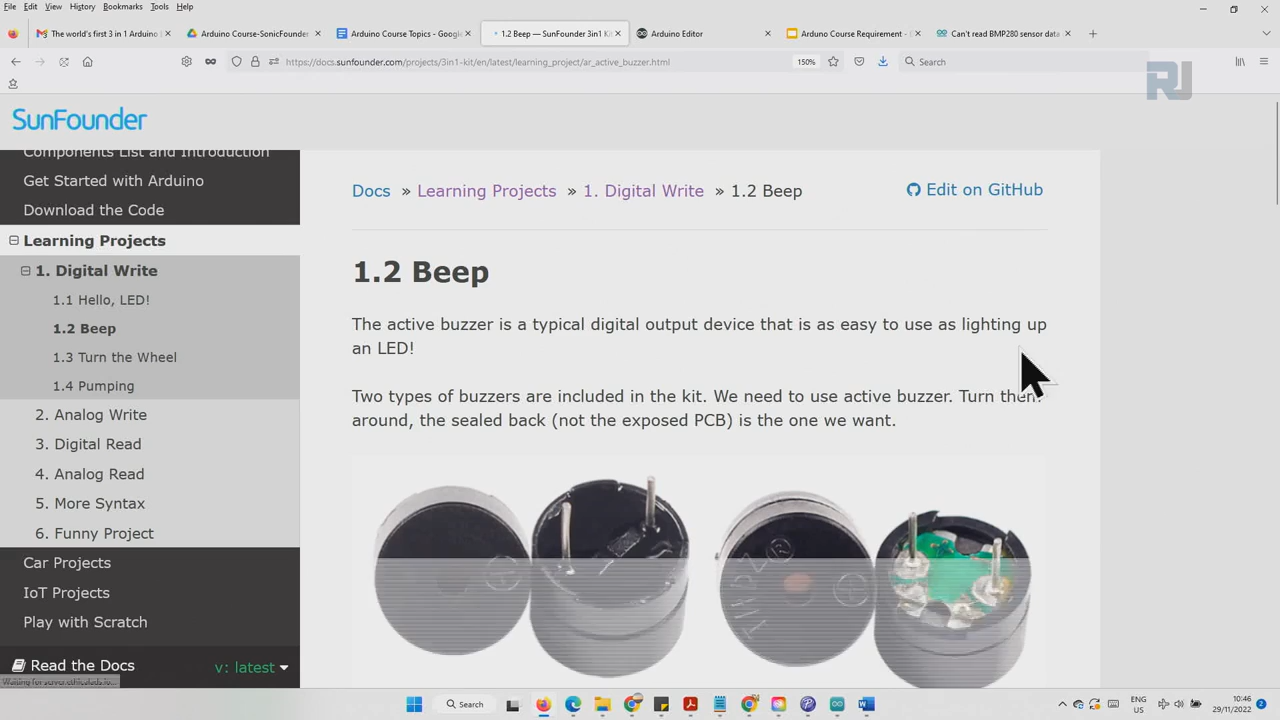 File Edit View History Bookmarks Tools Help
The world's first 3 in 1 Arduino
Arduino Course-SonicFounder
Arduino Course Topics - Google
1.2 Beep — SunFounder 3in1 Ki
Arduino Editor
Arduno Course Requirement -
Can't read BMP280 sensor data
https://docs.sunfounder.com/projects/3in1-kit/en/latest/learning_project/ar_active_buzzer.html
150%
Search
RJ
SunFounder
Components List and Introduction
Get Started with Arduino
Download the Code
Learning Projects
1. Digital Write
1.1 Hello, LED!
1.2 Beep
1.3 Turn the Wheel
1.4 Pumping
2. Analog Write
3. Digital Read
4. Analog Read
5. More Syntax
6. Funny Project
Car Projects
IoT Projects
Play with Scratch
Read the Docs v: latest
Docs » Learning Projects » 1. Digital Write » 1.2 Beep
Edit on GitHub
1.2 Beep
The active buzzer is a typical digital output device that is as easy to use as lighting up
an LED!
Two types of buzzers are included in the kit. We need to use active buzzer. Turn them
around, the sealed back (not the exposed PCB) is the one we want.
Search
ENG
US
10:46
29/11/2022